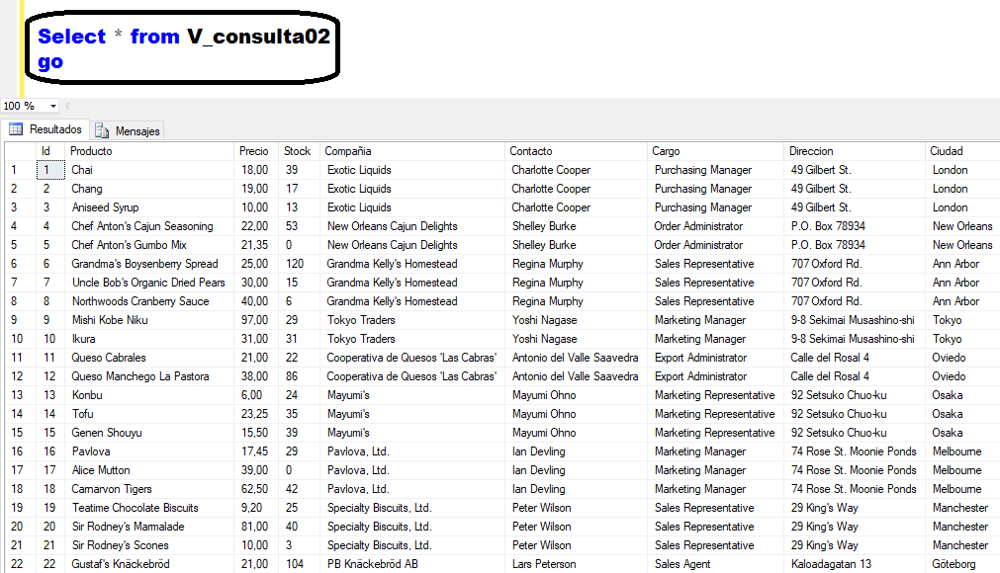 Select * from V_consulta02
go
100 %
Resultados Mensajes
Id Producto Precio Stock Compañia Contacto Cargo Direccion Ciudad
1 1 Chai 18,00 39 Exotic Liquids Charlotte Cooper Purchasing Manager 49 Gilbert St. London
2 2 Chang 19,00 17 Exotic Liquids Charlotte Cooper Purchasing Manager 49 Gilbert St. London
3 3 Aniseed Syrup 10,00 13 Exotic Liquids Charlotte Cooper Purchasing Manager 49 Gilbert St. London
4 4 Chef Anton's Cajun Seasoning 22,00 53 New Orleans Cajun Delights Shelley Burke Order Administrator P.O. Box 78934 New Orleans
5 5 Chef Anton's Gumbo Mix 21,35 0 New Orleans Cajun Delights Shelley Burke Order Administrator P.O. Box 78934 New Orleans
6 6 Grandma's Boysenberry Spread 25,00 120 Grandma Kelly's Homestead Regina Murphy Sales Representative 707 Oxford Rd. Ann Arbor
7 7 Uncle Bob's Organic Dried Pears 30,00 15 Grandma Kelly's Homestead Regina Murphy Sales Representative 707 Oxford Rd. Ann Arbor
8 8 Northwoods Cranberry Sauce 40,00 6 Grandma Kelly's Homestead Regina Murphy Sales Representative 707 Oxford Rd. Ann Arbor
9 9 Mishi Kobe Niku 97,00 29 Tokyo Traders Yoshi Nagase Marketing Manager 9-8 Sekimai Musashino-shi Tokyo
10 10 Ikura 31,00 31 Tokyo Traders Yoshi Nagase Marketing Manager 9-8 Sekimai Musashino-shi Tokyo
11 11 Queso Cabrales 21,00 22 Cooperativa de Quesos 'Las Cabras' Antonio del Valle Saavedra Export Administrator Calle del Rosal 4 Oviedo
12 12 Queso Manchego La Pastora 38,00 86 Cooperativa de Quesos 'Las Cabras' Antonio del Valle Saavedra Export Administrator Calle del Rosal 4 Oviedo
13 13 Konbu 6,00 24 Mayumi's Mayumi Ohno Marketing Representative 92 Setsuko Chuo-ku Osaka
14 14 Tofu 23,25 35 Mayumi's Mayumi Ohno Marketing Representative 92 Setsuko Chuo-ku Osaka
15 15 Genen Shouyu 15,50 39 Mayumi's Mayumi Ohno Marketing Representative 92 Setsuko Chuo-ku Osaka
16 16 Pavlova 17,45 29 Pavlova, Ltd. Ian Devling Marketing Manager 74 Rose St. Moonie Ponds Melbourne
17 17 Alice Mutton 39,00 0 Pavlova, Ltd. Ian Devling Marketing Manager 74 Rose St. Moonie Ponds Melbourne
18 18 Carnarvon Tigers 62,50 42 Pavlova, Ltd. Ian Devling Marketing Manager 74 Rose St. Moonie Ponds Melbourne
19 19 Teatime Chocolate Biscuits 9,20 25 Specialty Biscuits, Ltd. Peter Wilson Sales Representative 29 King's Way Manchester
20 20 Sir Rodney's Marmalade 81,00 40 Specialty Biscuits, Ltd. Peter Wilson Sales Representative 29 King's Way Manchester
21 21 Sir Rodney's Scones 10,00 3 Specialty Biscuits, Ltd. Peter Wilson Sales Representative 29 King's Way Manchester
22 22 Gustaf's Knäckebröd 21,00 104 PB Knäckebröd AB Lars Peterson Sales Agent Kaloadagatan 13 Göteborg